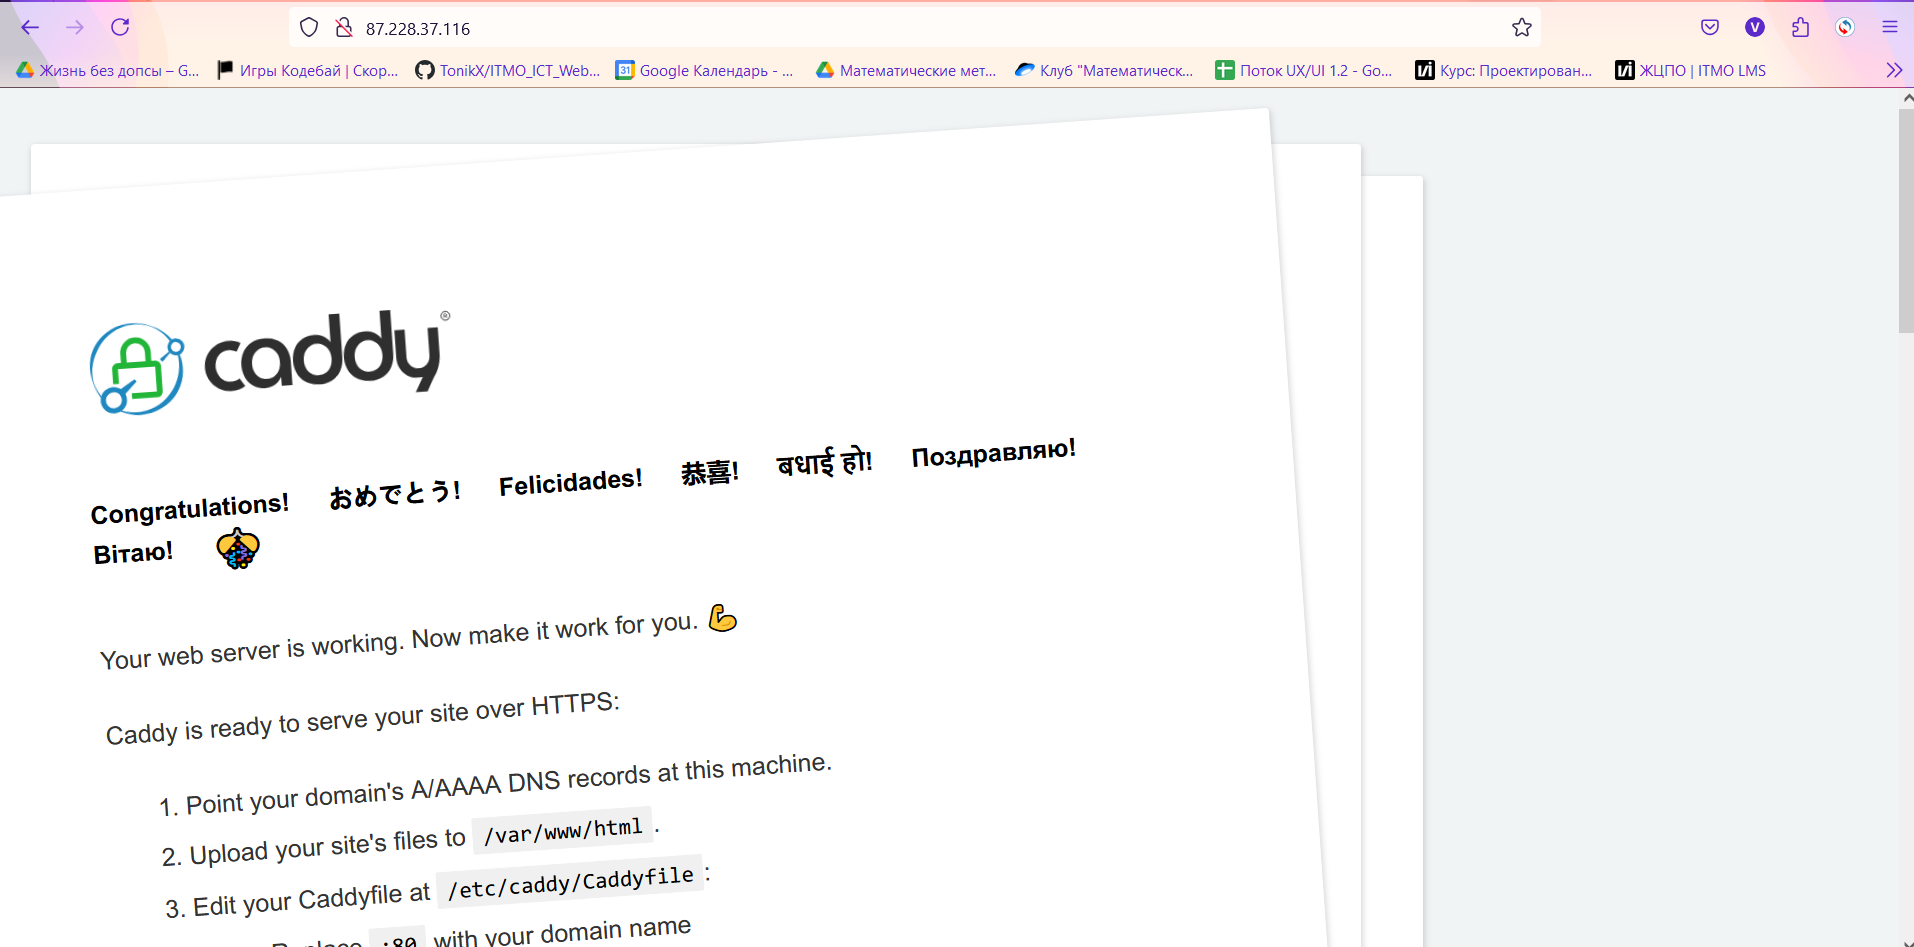 87.228.37.116
Жизнь без допсы – G...
Игры Кодебай | Скор...
TonikX/ITMO_ICT_Web...
31
Google Календарь - ...
Математические мет...
Клуб "Математическ...
Поток UX/UI 1.2 - Go...
Курс: Проектирован...
ЖЦПО | ITMO LMS
V
caddy®
Congratulations! おめでとう! Felicidades! 恭喜! बधाई हो! Поздравляю!
Вітаю!
Your web server is working. Now make it work for you. 💪
Caddy is ready to serve your site over HTTPS:
1. Point your domain's A/AAAA DNS records at this machine.
2. Upload your site's files to /var/www/html .
3. Edit your Caddyfile at /etc/caddy/Caddyfile :
Replace :80 with your domain name